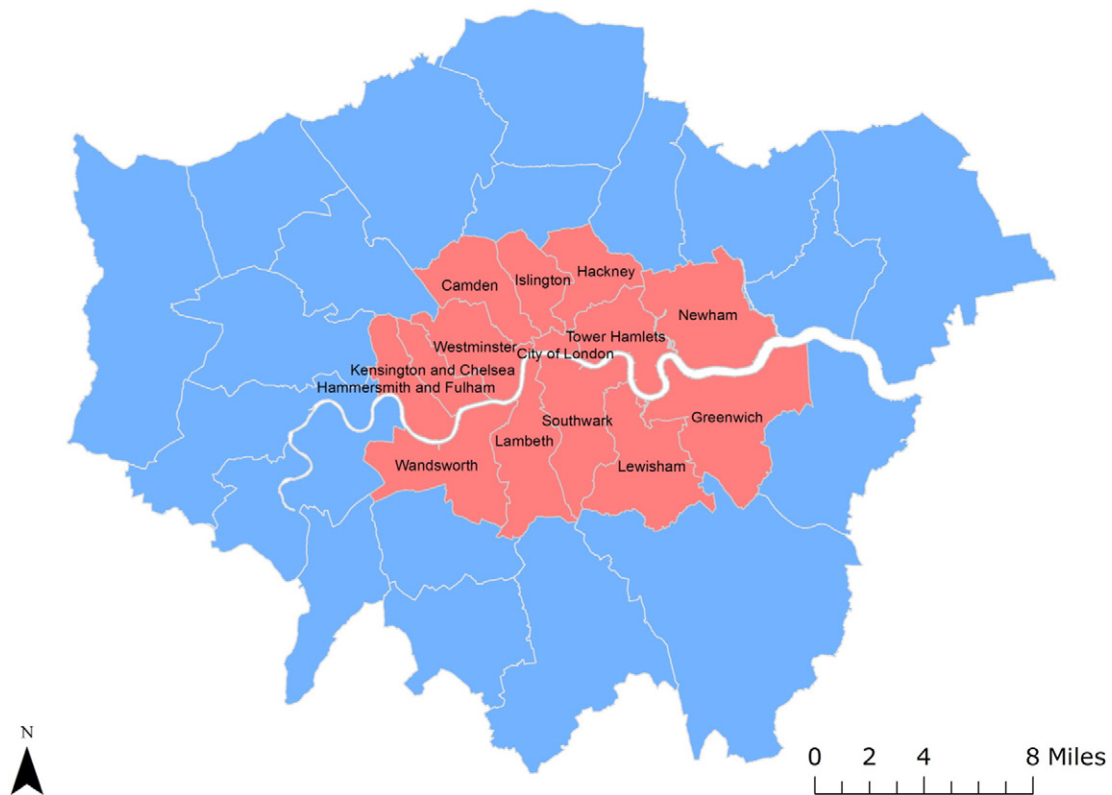 Hackney
Islington
Camden
Newham
Tower Hamlets
Westminster
City of London
Kensington and Chelsea
Hammersmith and Fulham
Greenwich
Southwark
Lambeth
Wandsworth
Lewisham
N
0 2 4 8 Miles